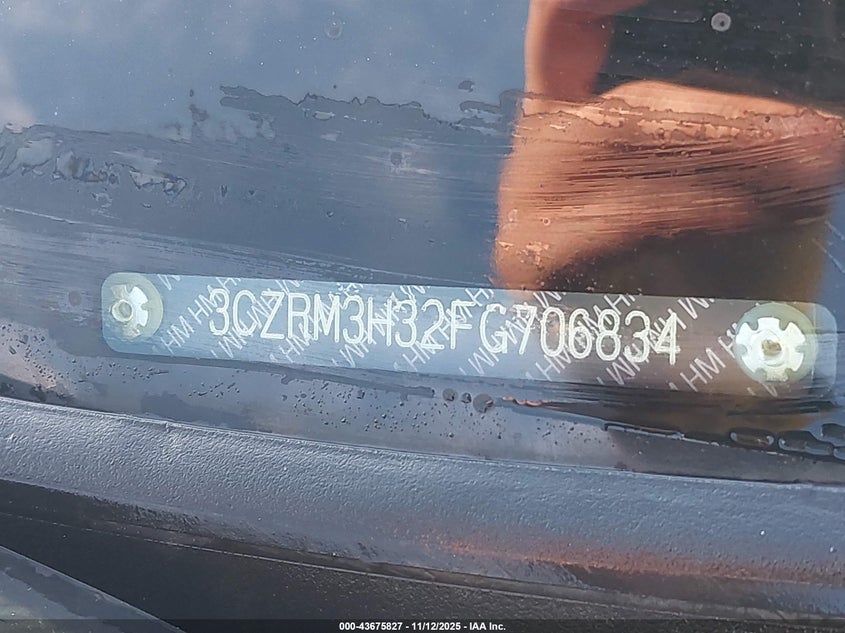 3CZRM3H32FG706834
000-43675827 - 11/12/2025 - IAA Inc.